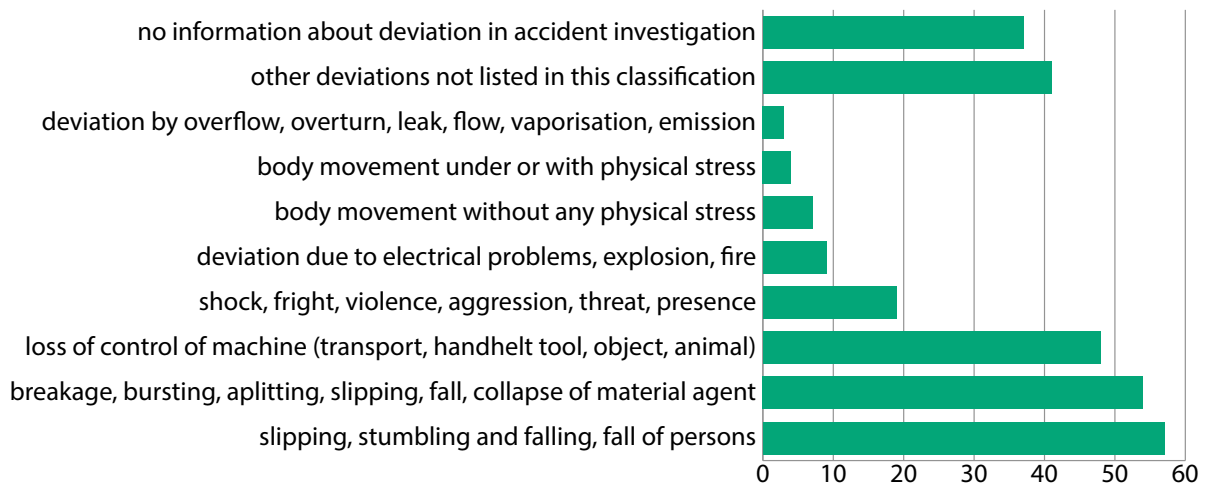 no information about deviation in accident investigation
other deviations not listed in this classification
deviation by overflow, overturn, leak, flow, vaporisation, emission
body movement under or with physical stress
body movement without any physical stress
deviation due to electrical problems, explosion, fire
shock, fright, violence, aggression, threat, presence
loss of control of machine (transport, handhelt tool, object, animal)
breakage, bursting, aplitting, slipping, fall, collapse of material agent
slipping, stumbling and falling, fall of persons
0 10 20 30 40 50 60